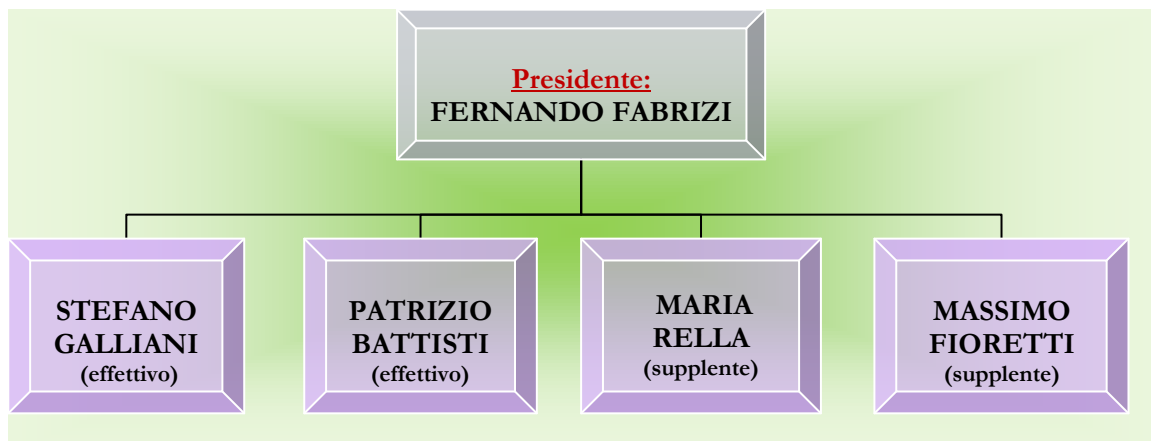 Presidente:
FERNANDO FABRIZI
STEFANO
GALLIANI
(effettivo)
PATRIZIO
BATTISTI
(effettivo)
MARIA
RELLA
(supplente)
MASSIMO
FIORETTI
(supplente)